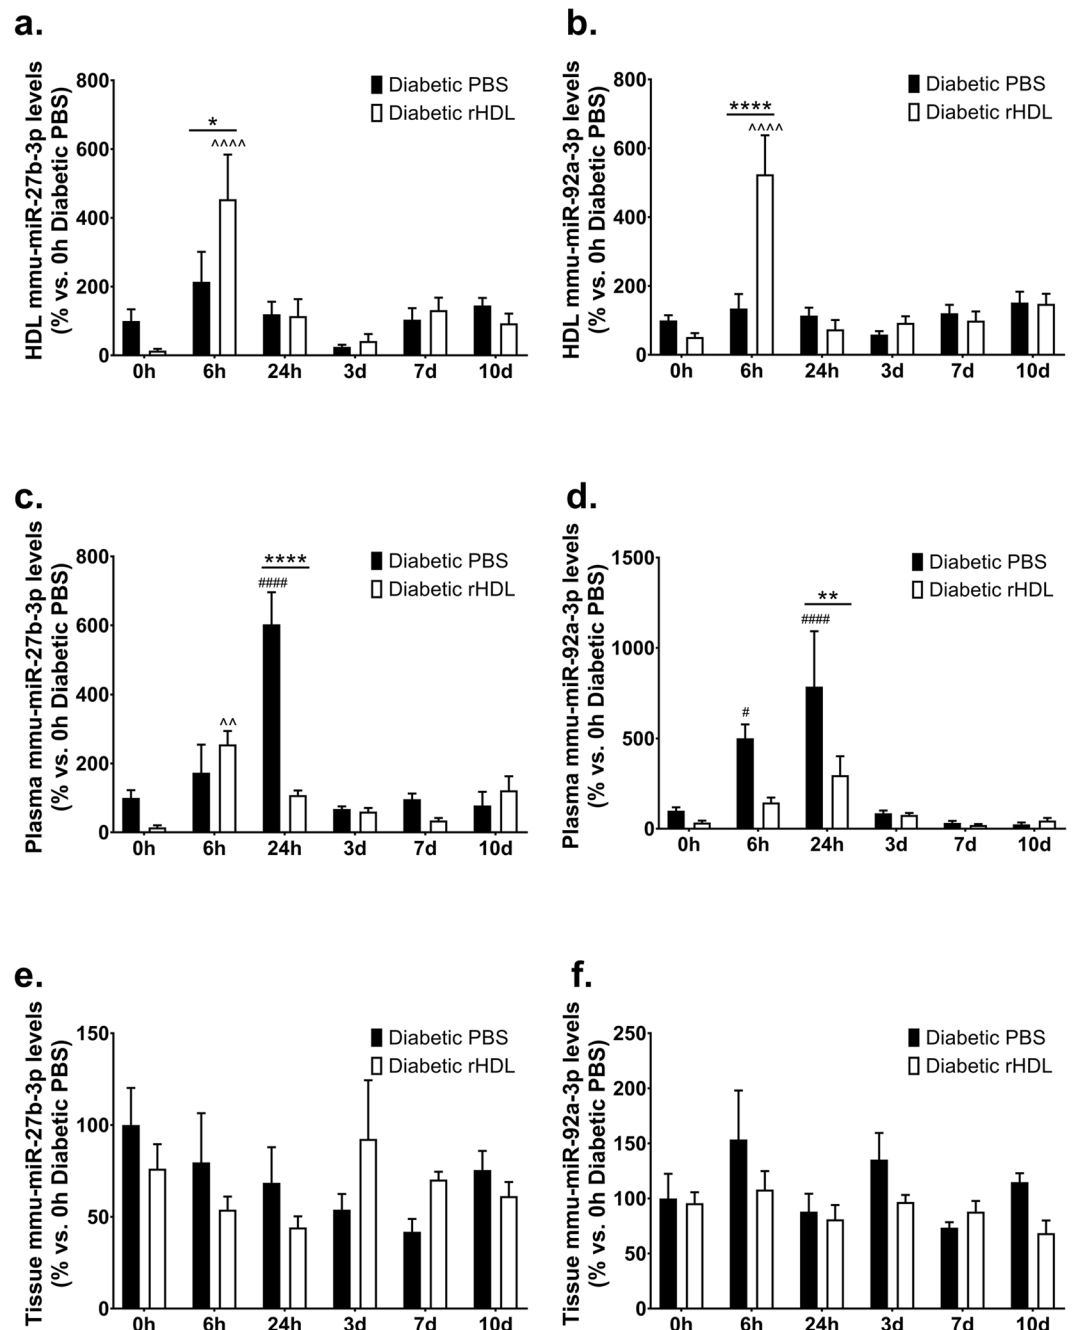 a.
HDL mmu-miR-27b-3p levels
(% vs. 0h Diabetic PBS)
800
600
400
200
0
Diabetic PBS
Diabetic rHDL
*
^^^^
0h 6h 24h 3d 7d 10d
b.
HDL mmu-miR-92a-3p levels
(% vs. 0h Diabetic PBS)
800
600
400
200
0
Diabetic PBS
Diabetic rHDL
****
^^^^
0h 6h 24h 3d 7d 10d
c.
Plasma mmu-miR-27b-3p levels
(% vs. 0h Diabetic PBS)
800
600
400
200
0
Diabetic PBS
Diabetic rHDL
****
####
^^
0h 6h 24h 3d 7d 10d
d.
Plasma mmu-miR-92a-3p levels
(% vs. 0h Diabetic PBS)
1500
1000
500
0
Diabetic PBS
Diabetic rHDL
**
####
#
0h 6h 24h 3d 7d 10d
e.
Tissue mmu-miR-27b-3p levels
(% vs. 0h Diabetic PBS)
150
100
50
0
Diabetic PBS
Diabetic rHDL
0h 6h 24h 3d 7d 10d
f.
Tissue mmu-miR-92a-3p levels
(% vs. 0h Diabetic PBS)
250
200
150
100
50
0
Diabetic PBS
Diabetic rHDL
0h 6h 24h 3d 7d 10d